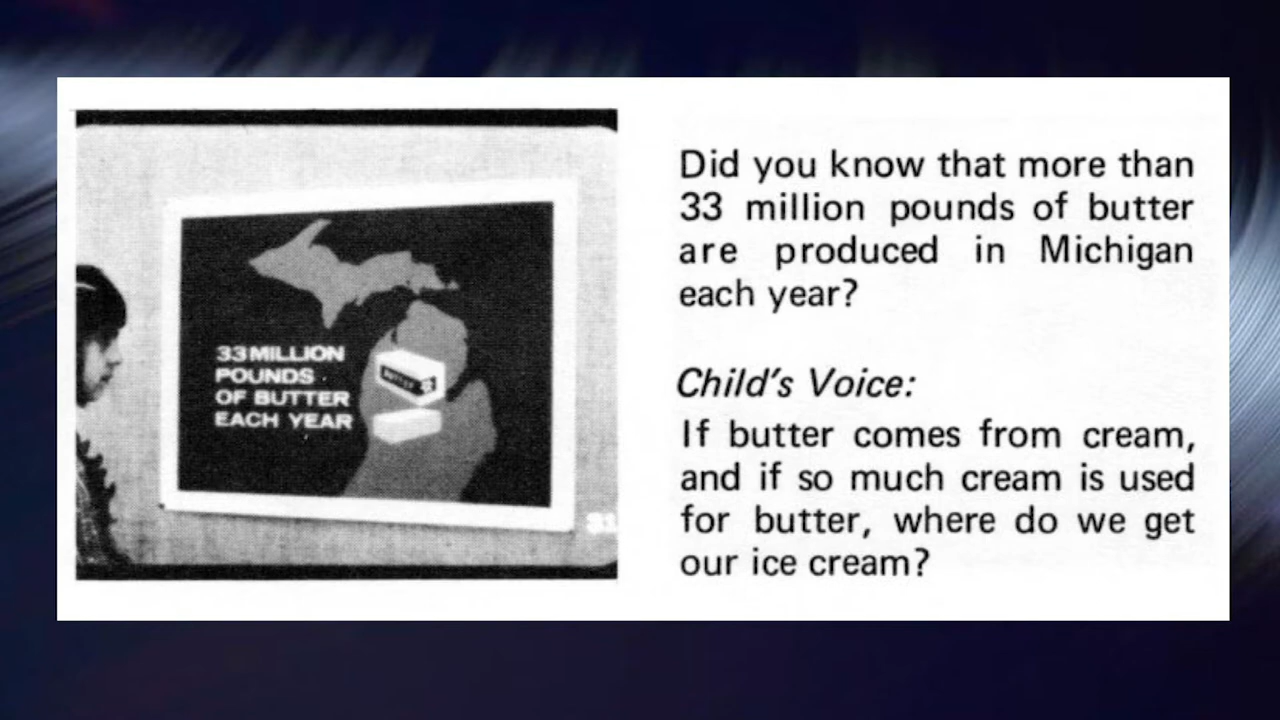 33 MILLION
POUNDS
OF BUTTER
EACH YEAR
BUTTER
Did you know that more than
33 million pounds of butter
are produced in Michigan
each year?
Child's Voice:
If butter comes from cream,
and if so much cream is used
for butter, where do we get
our ice cream?